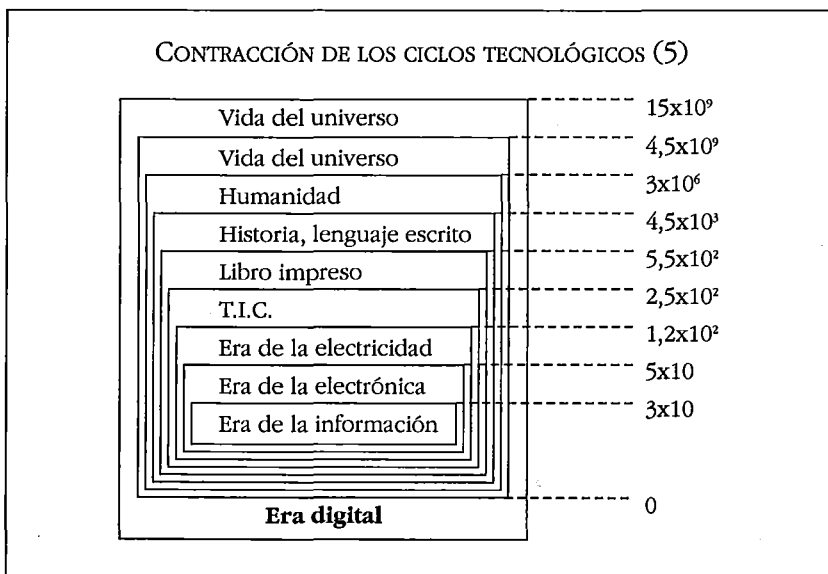 CONTRACCIÓN DE LOS CICLOS TECNOLÓGICOS (5)
Vida del universo
15x10⁹
Vida del universo
4,5x10⁹
Humanidad
3x10⁶
Historia, lenguaje escrito
4,5x10³
Libro impreso
5,5x10²
T.I.C.
2,5x10²
Era de la electricidad
1,2x10²
Era de la electrónica
5x10
Era de la información
3x10
0
Era digital